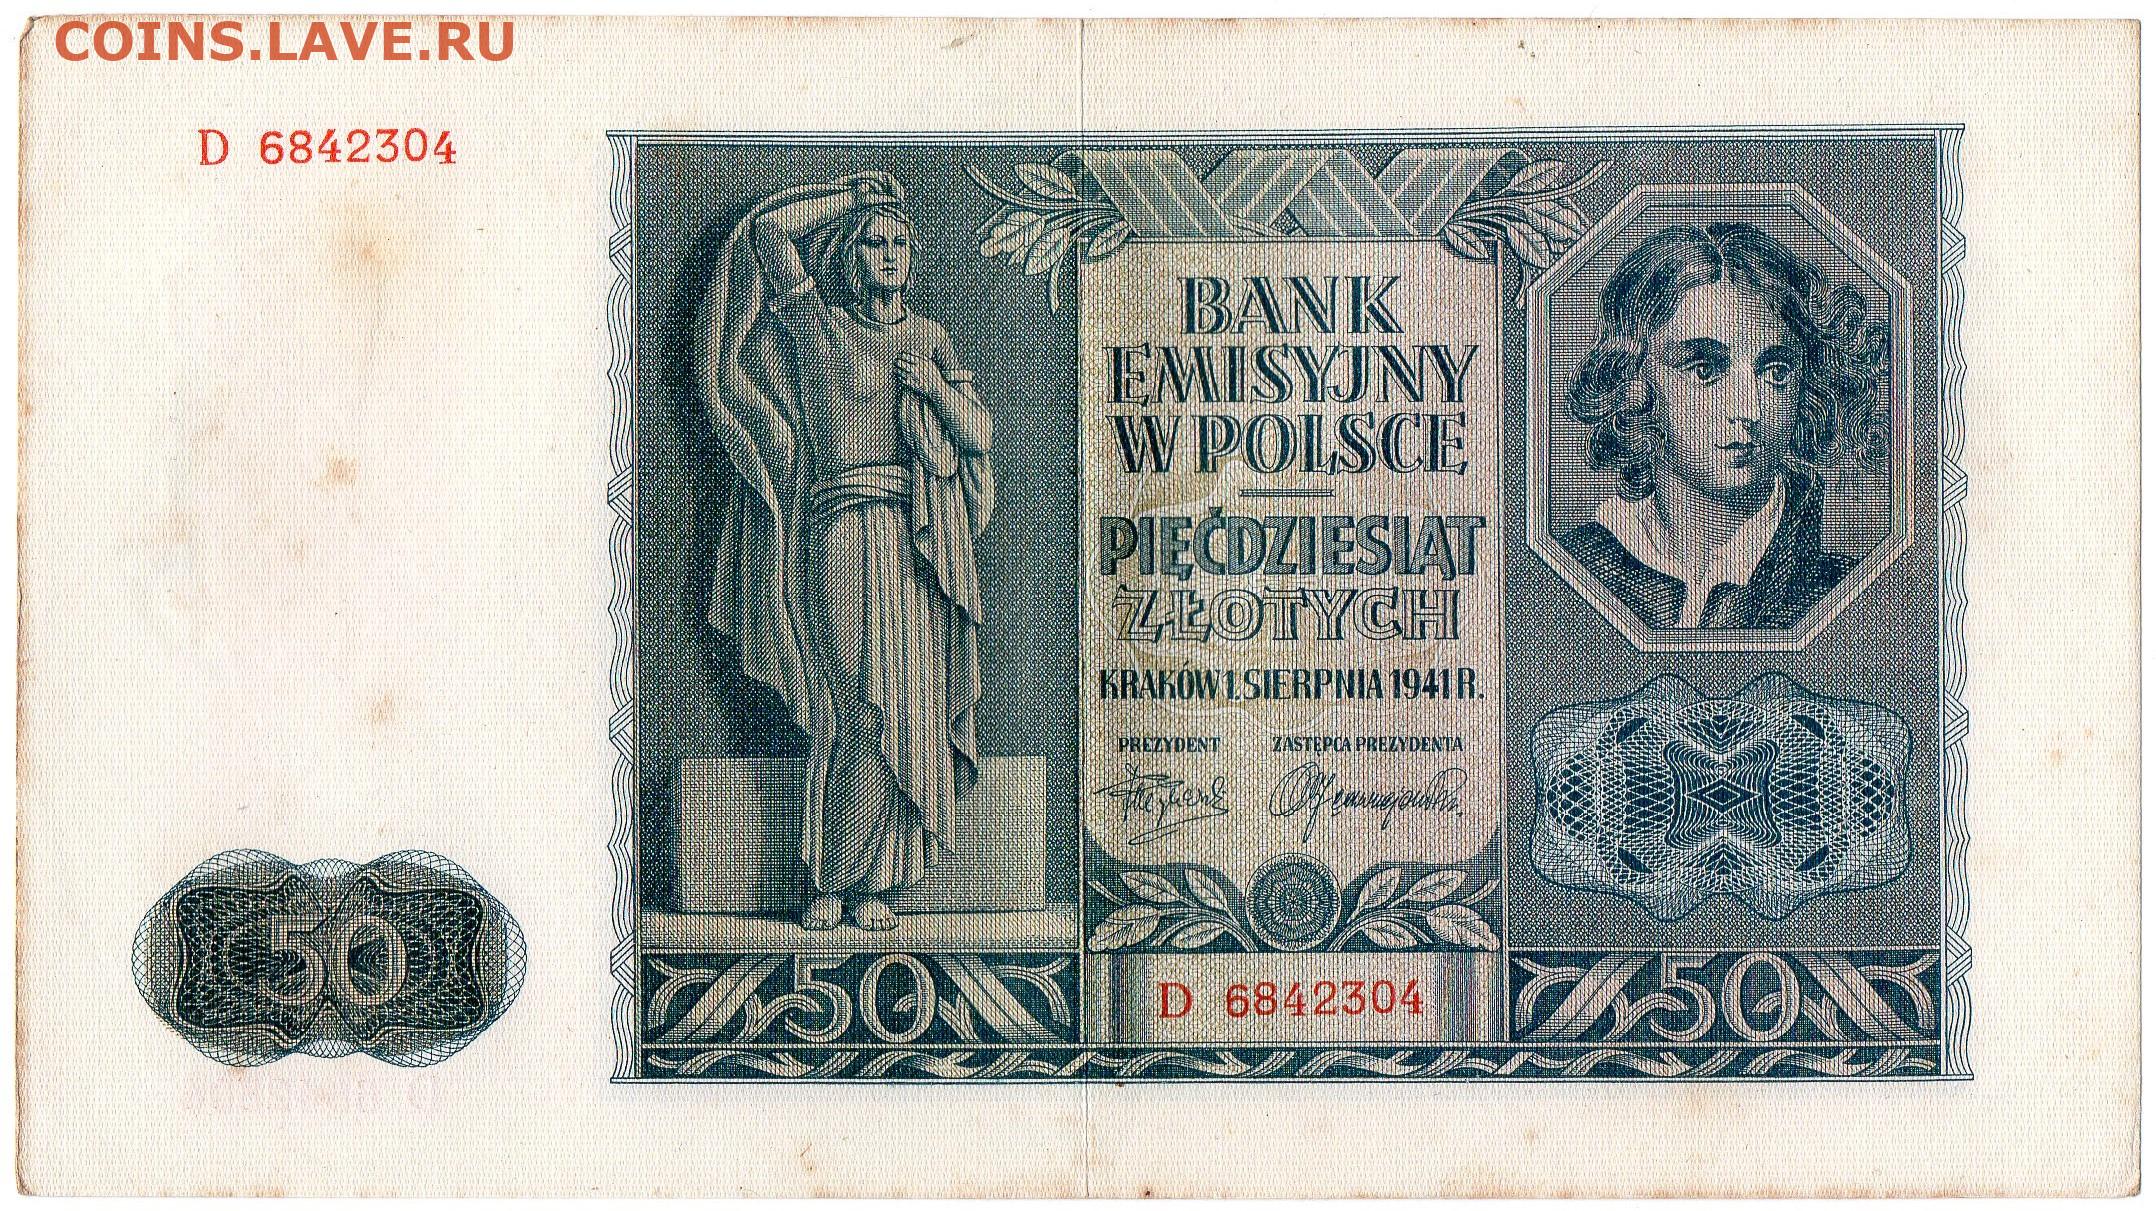 COINS.LAVE.RU
D 6842304
BANK
EMISYJNY
W POLSCE
PIĘĆDZIESIĄT
ZŁOTYCH
KRAKÓW 1. SIERPNIA 1941 R.
PREZYDENT ZASTĘPCA PREZYDENTA
50
50 50
D 6842304